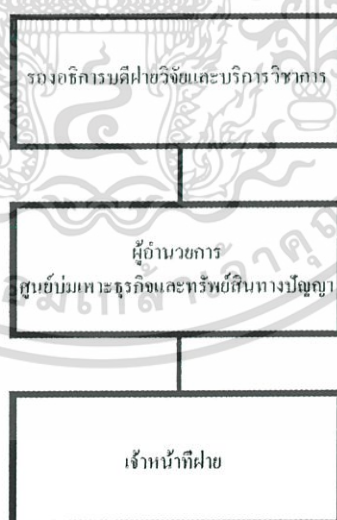 รองอธิการบดีฝ่ายวิจัยและบริการวิชาการ
ผู้อำนวยการ
ศูนย์บ่มเพาะธุรกิจและทรัพย์สินทางปัญญา
เจ้าหน้าที่ฝ่าย